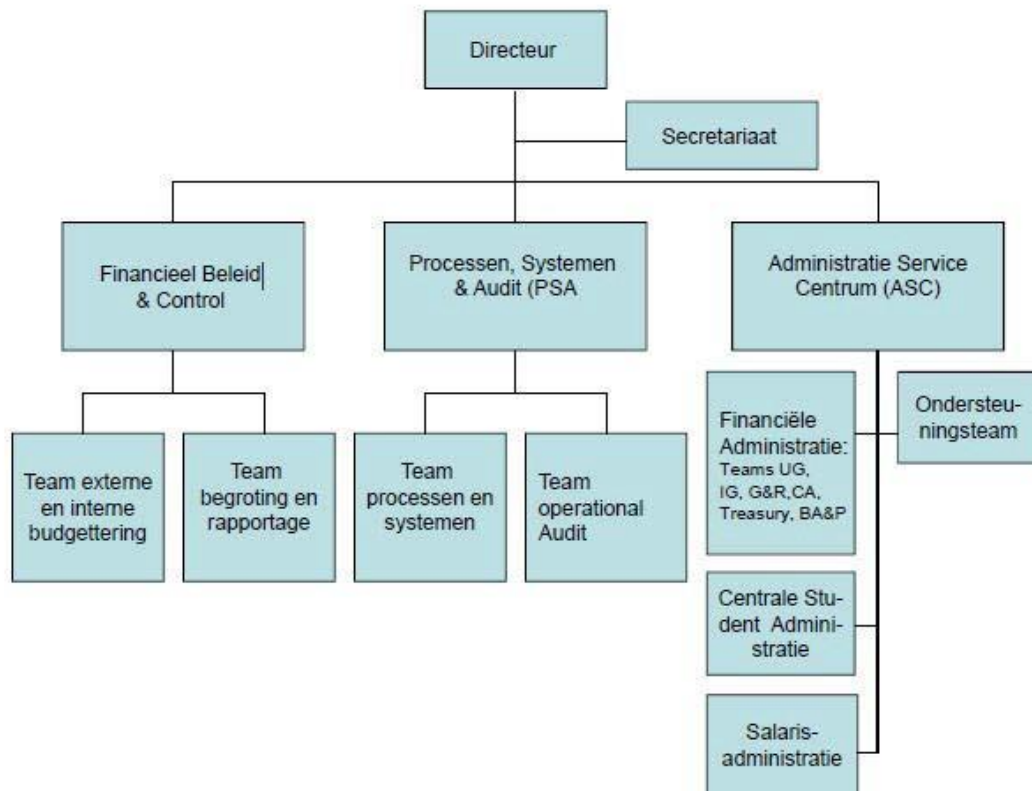 Directeur
Secretariaat
Financieel Beleid
& Control
Processen, Systemen
& Audit (PSA
Administratie Service
Centrum (ASC)
Team externe
en interne
budgettering
Team
begroting en
rapportage
Team
processen en
systemen
Team
operational
Audit
Financiële
Administratie:
Teams UG,
IG, G&R,CA,
Treasury, BA&P
Ondersteu-
ningsteam
Centrale Stu-
dent Admini-
stratie
Salaris-
administratie